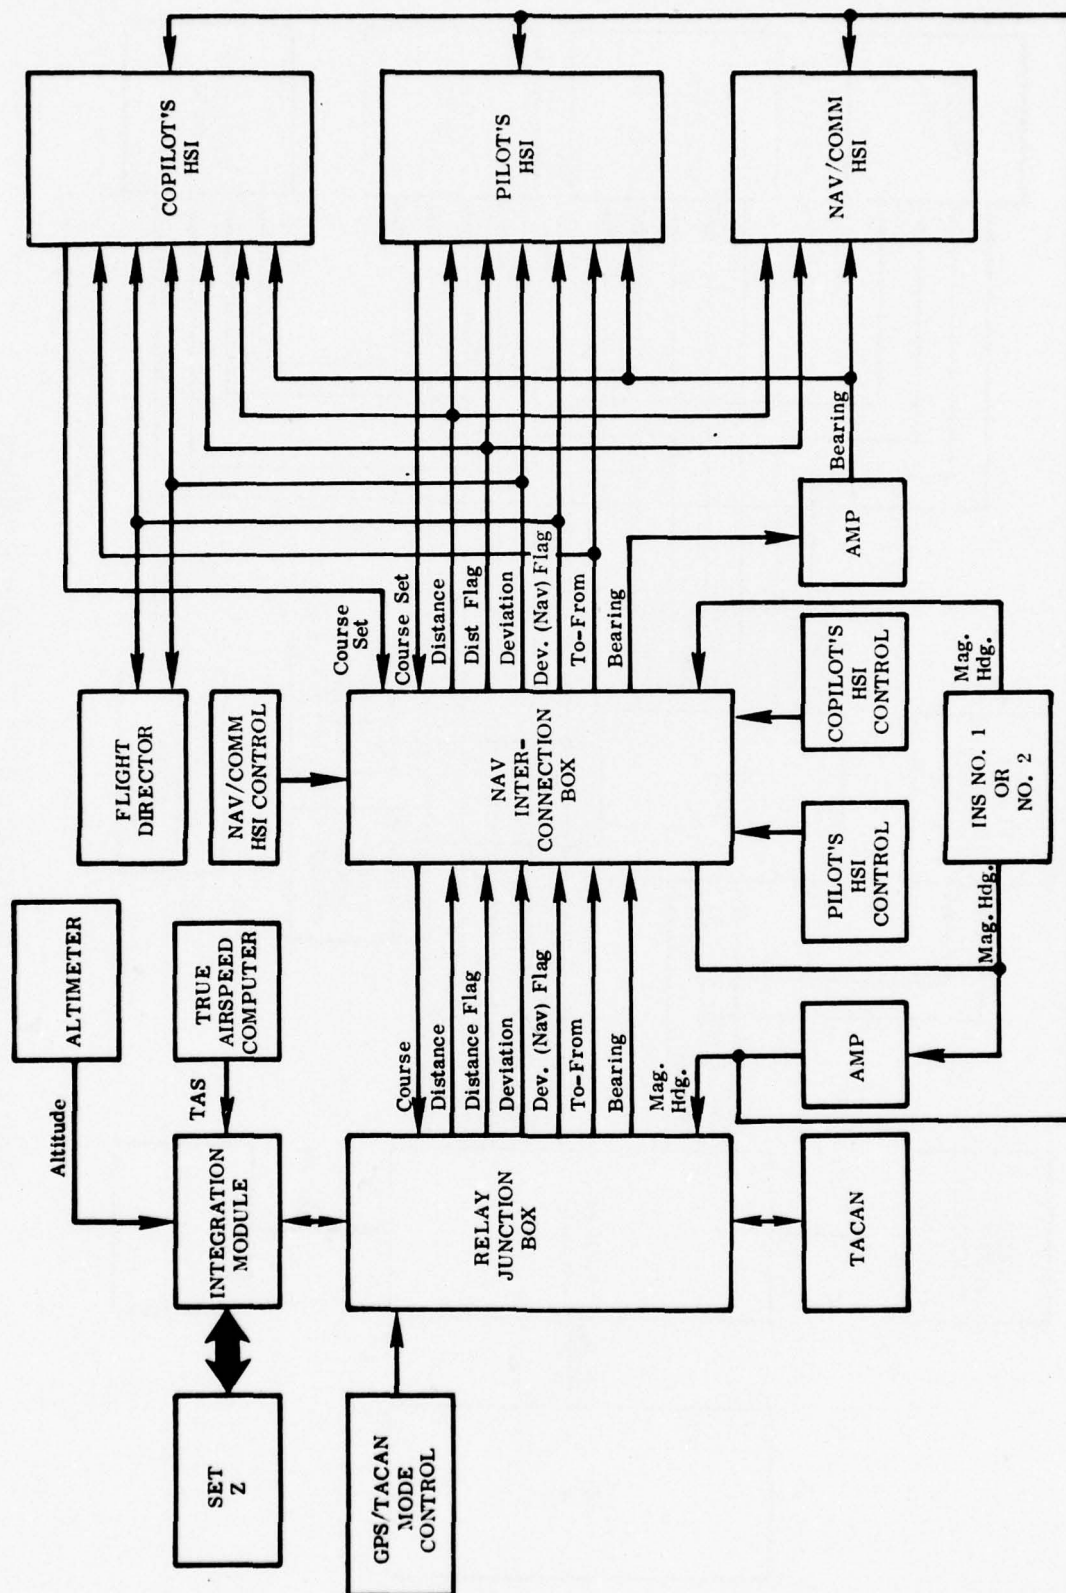 SET
Z
GPS/TACAN
MODE
CONTROL
Altitude
ALTIMETER
TAS
TRUE
AIRSPEED
COMPUTER
INTEGRATION
MODULE
RELAY
JUNCTION
BOX
TACAN
Course
Distance
Distance Flag
Deviation
Dev. (Nav) Flag
To-From
Bearing
Mag.
Hdg.
AMP
FLIGHT
DIRECTOR
NAV/COMM
HSI CONTROL
NAV
INTER-
CONNECTION
BOX
PILOT'S
HSI
CONTROL
COPILOT'S
HSI
CONTROL
Mag. Hdg.
INS NO. 1
OR
NO. 2
Mag.
Hdg.
Course
Set
Course Set
Distance
Dist Flag
Deviation
Dev. (Nav) Flag
To-From
Bearing
AMP
Bearing
COPILOT'S
HSI
PILOT'S
HSI
NAV/COMM
HSI